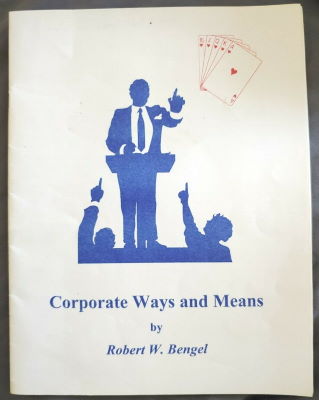 Corporate Ways and Means
by
Robert W. Bengel